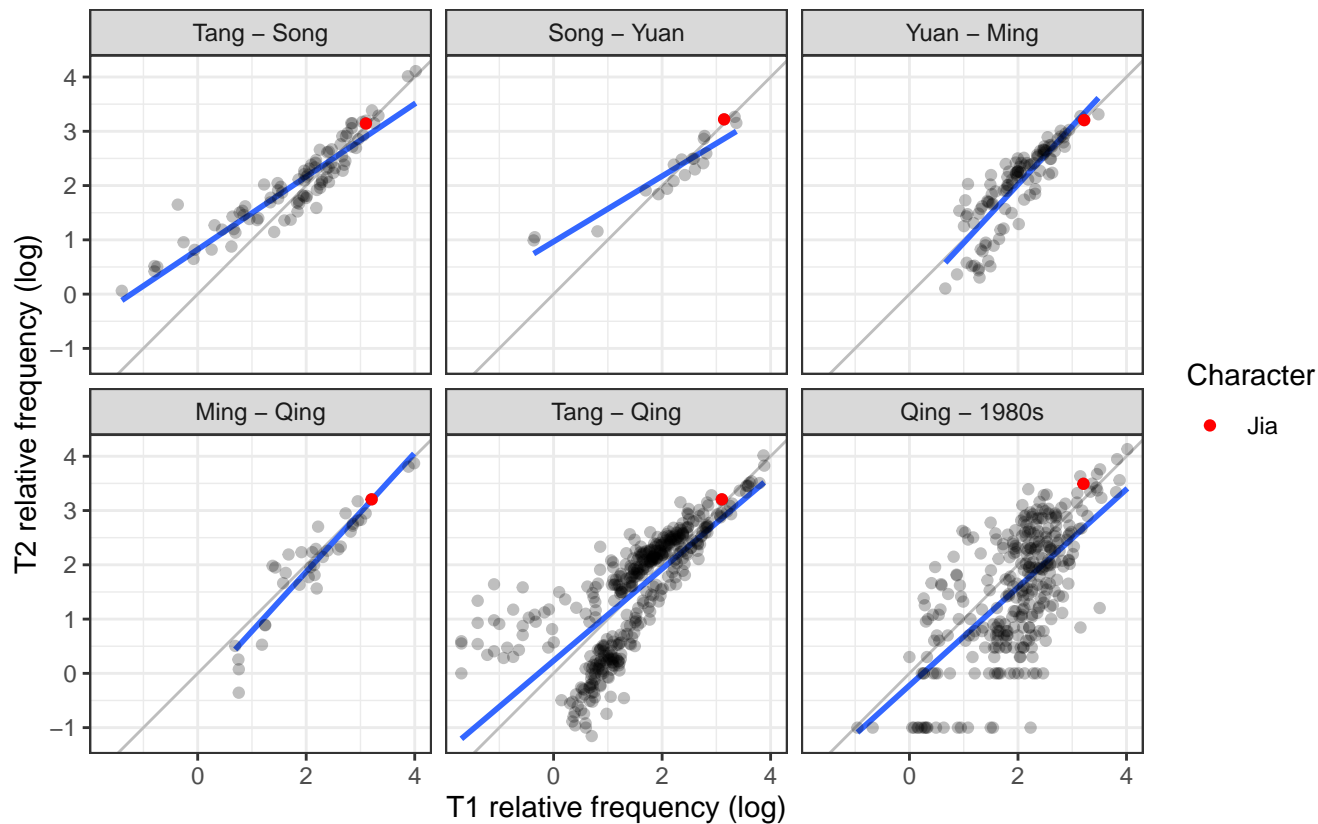 Tang − Song
Song − Yuan
Yuan − Ming
4
3
2
1
0
−1
Ming − Qing
Tang − Qing
Qing − 1980s
4
3
2
1
0
−1
0 2 4
0 2 4
0 2 4
T1 relative frequency (log)
T2 relative frequency (log)
Character
Jia